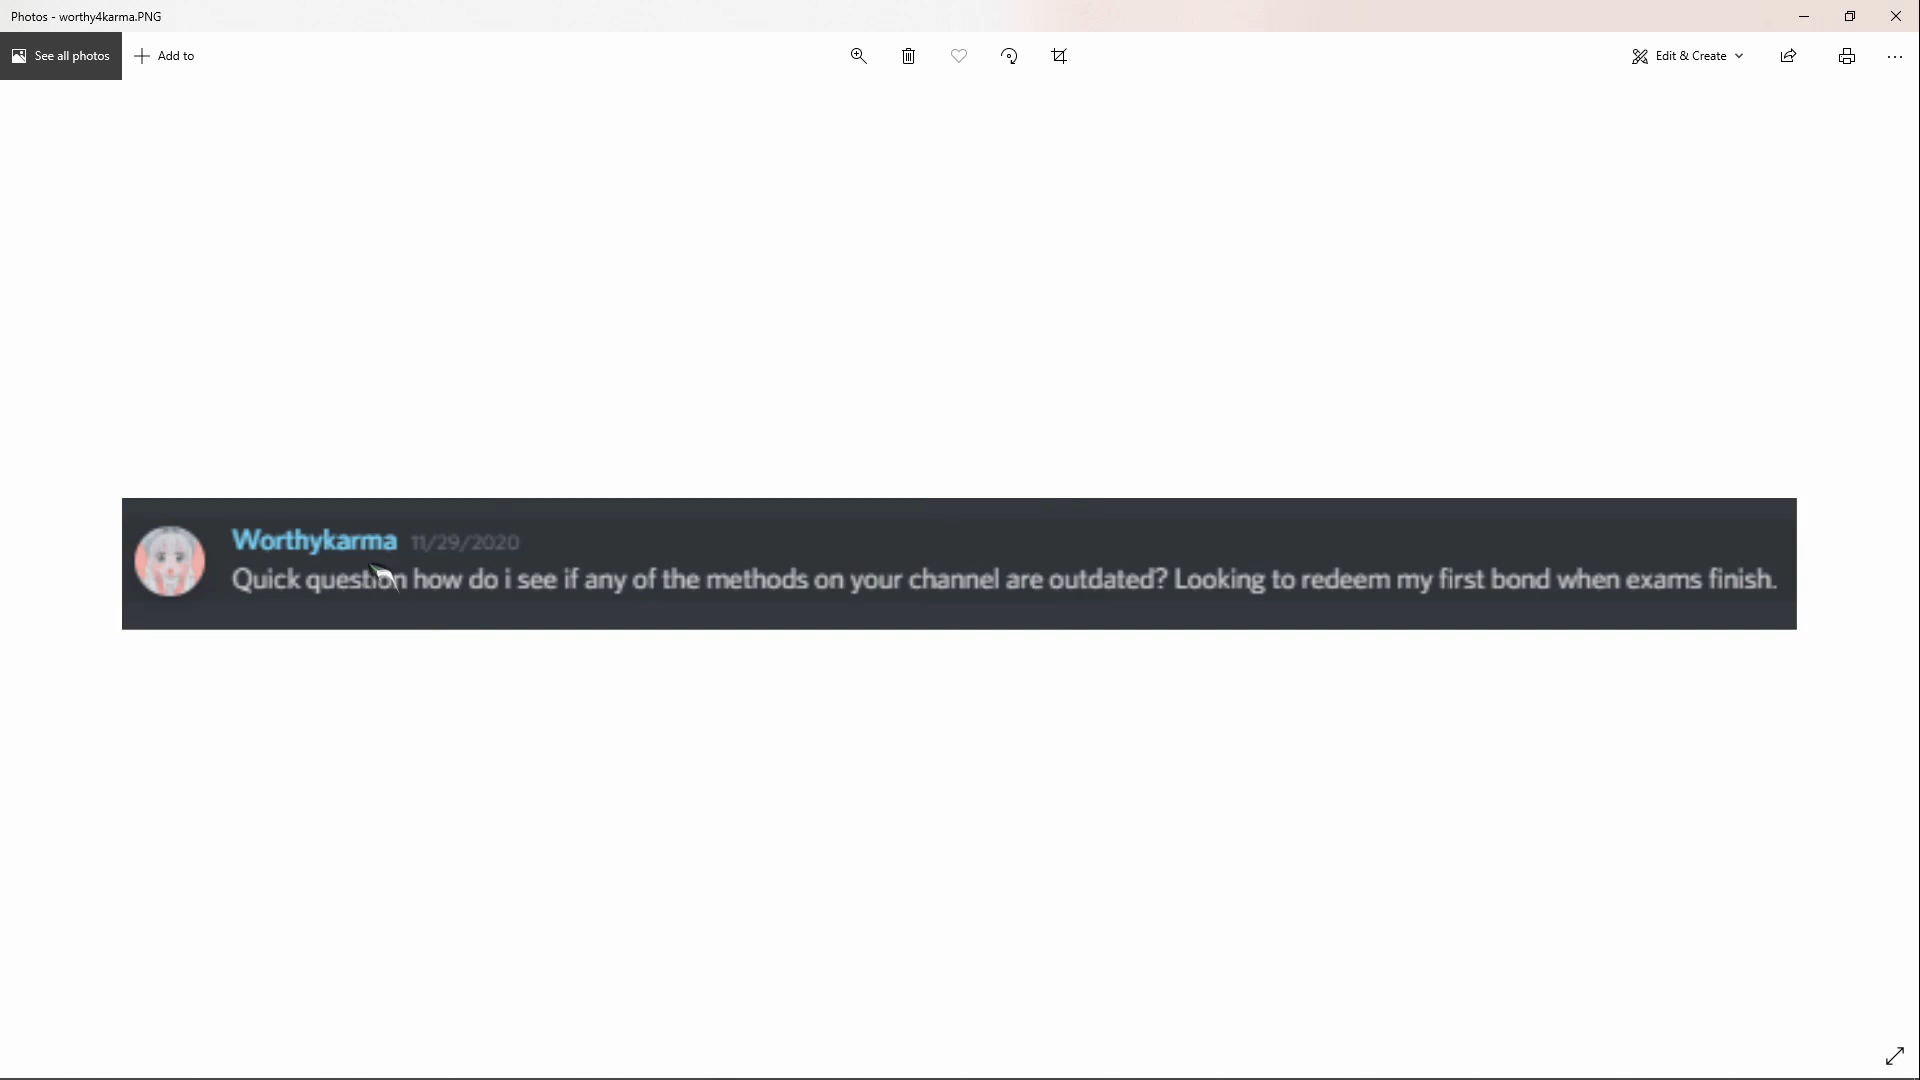 Photos - worthy4karma.PNG
See all photos
Add to
Edit & Create
Worthykarma 11/29/2020
Quick question how do i see if any of the methods on your channel are outdated? Looking to redeem my first bond when exams finish.